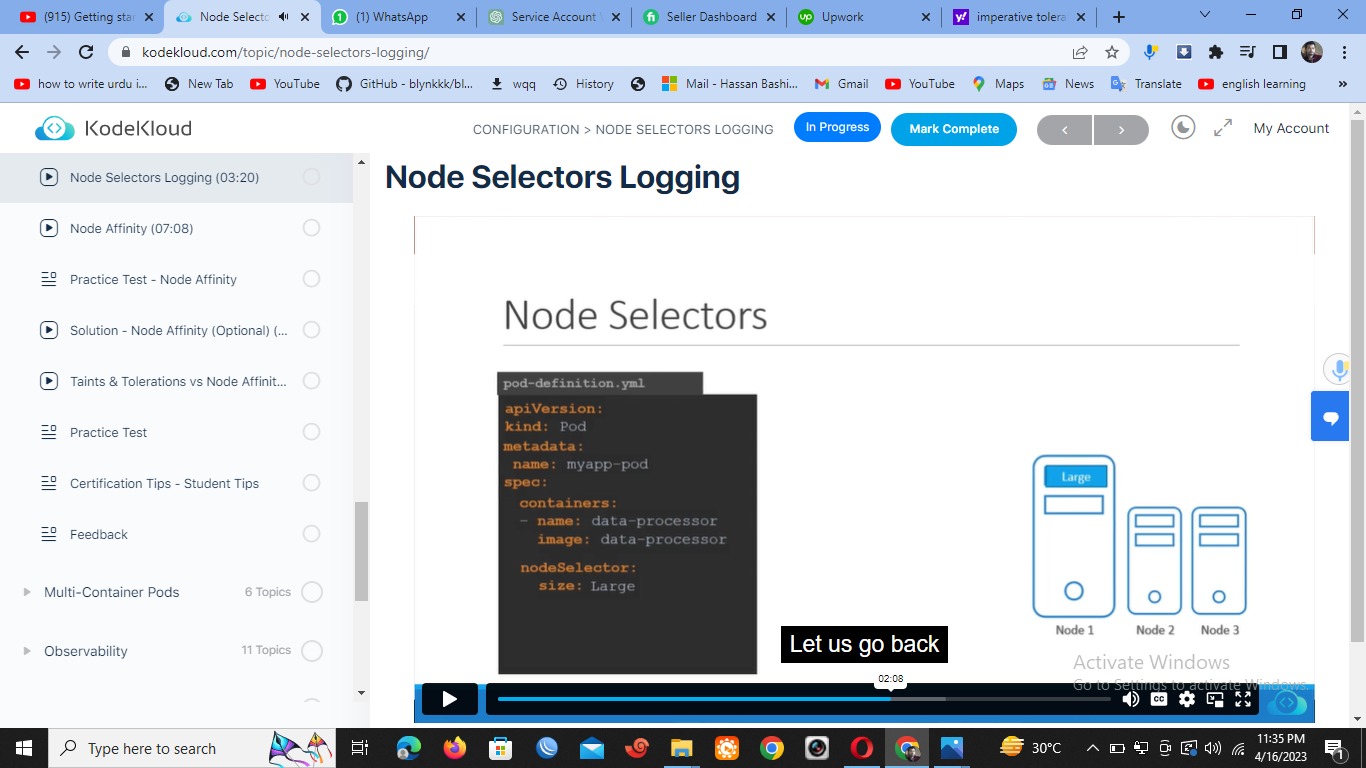 (915) Getting star
Node Selecto
(1) WhatsApp
Service Account
Seller Dashboard
Upwork
imperative tolera
kodekloud.com/topic/node-selectors-logging/
how to write urdu i...
New Tab
YouTube
GitHub - blynkkk/bl...
wqq
History
Mail - Hassan Bashi...
Gmail
YouTube
Maps
News
Translate
english learning
»
KodeKloud
CONFIGURATION > NODE SELECTORS LOGGING
In Progress
Mark Complete
My Account
Node Selectors Logging (03:20)
Node Affinity (07:08)
Practice Test - Node Affinity
Solution - Node Affinity (Optional) (...
Taints & Tolerations vs Node Affinit...
Practice Test
Certification Tips - Student Tips
Feedback
Multi-Container Pods 6 Topics
Observability 11 Topics
Node Selectors Logging
Node Selectors
pod-definition.yml
apiVersion:
kind: Pod
metadata:
name: myapp-pod
spec:
containers:
- name: data-processor
image: data-processor
nodeSelector:
size: Large
Large
Node 1 Node 2 Node 3
Let us go back
Activate Windows
Go to Settings to activate Windows.
02:08
CC
Type here to search
30°C
11:35 PM
4/16/2023
1